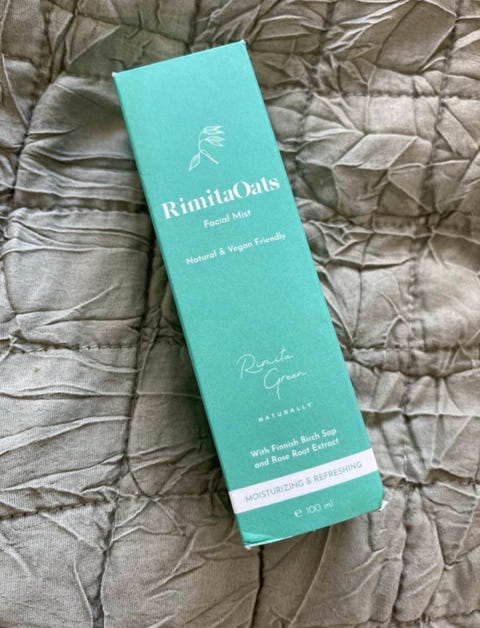 RimitaOats
Facial Mist
Natural & Vegan Friendly
Rimita
Green
NATURALLY
With Finnish Birch Sap
and Rose Root Extract
MOISTURIZING & REFRESHING
℮ 100 ml